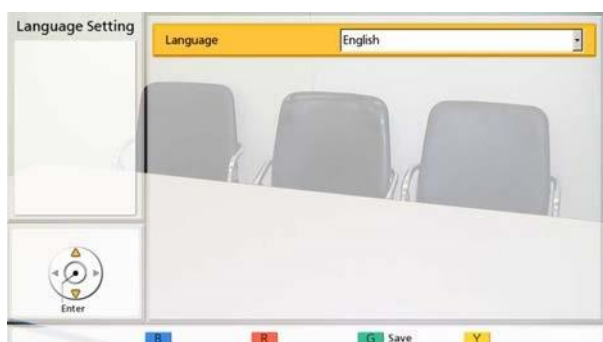 Language Setting
Language
English
Enter
B
R
G Save
Y